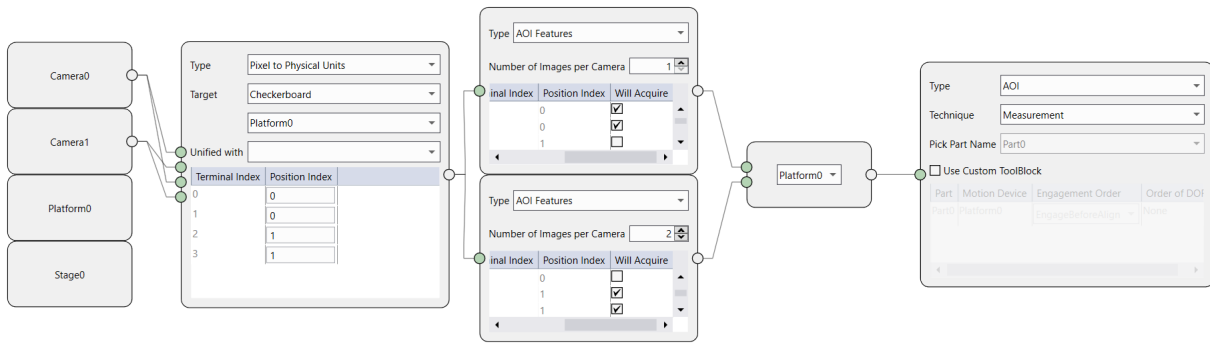 Camera0
Camera1
Platform0
Stage0
Type Pixel to Physical Units
Target Checkerboard
Platform0
Unified with
Terminal Index Position Index
0 0
1 0
2 1
3 1
Type AOI Features
Number of Images per Camera 1
inal Index Position Index Will Acquire
0
0
1
Type AOI Features
Number of Images per Camera 2
inal Index Position Index Will Acquire
0
1
1
Platform0
Type AOI
Technique Measurement
Pick Part Name Part0
Use Custom ToolBlock
Part Motion Device Engagement Order Order of DOF
Part0 Platform0 EngageBeforeAlign None